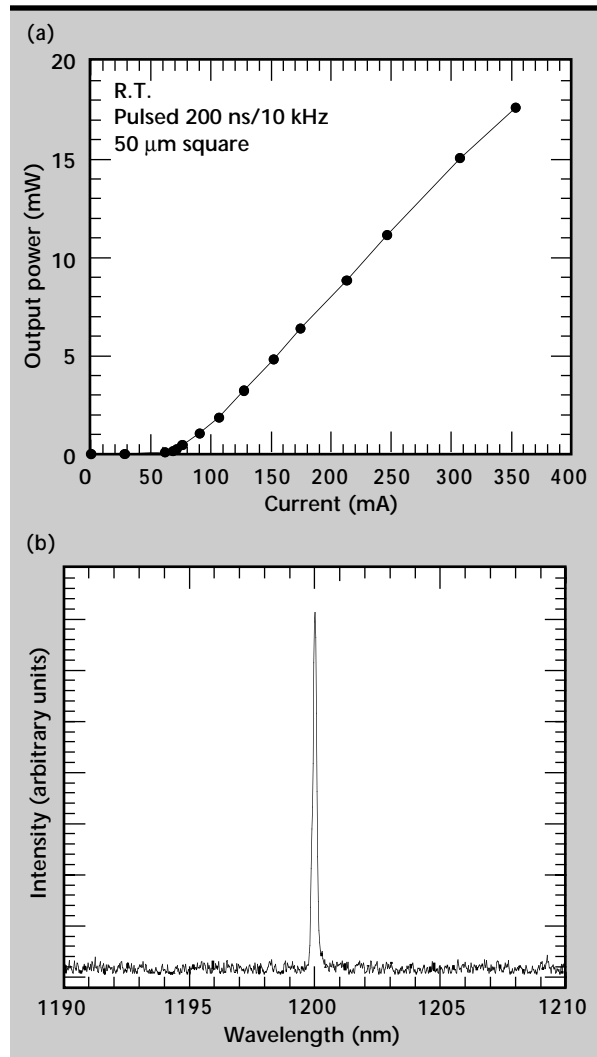 (a)
20
15
10
5
0
R.T.
Pulsed 200 ns/10 kHz
50 μm square
Output power (mW)
0 50 100 150 200 250 300 350 400
Current (mA)
(b)
Intensity (arbitrary units)
1190 1195 1200 1205 1210
Wavelength (nm)